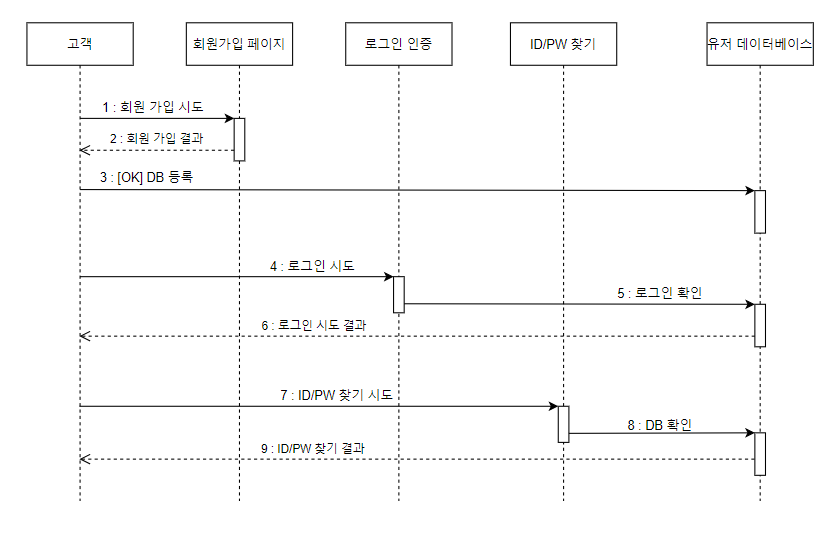 고객
회원가입 페이지
로그인 인증
ID/PW 찾기
유저 데이터베이스
1 : 회원 가입 시도
2 : 회원 가입 결과
3 : [OK] DB 등록
4 : 로그인 시도
5 : 로그인 확인
6 : 로그인 시도 결과
7 : ID/PW 찾기 시도
8 : DB 확인
9 : ID/PW 찾기 결과